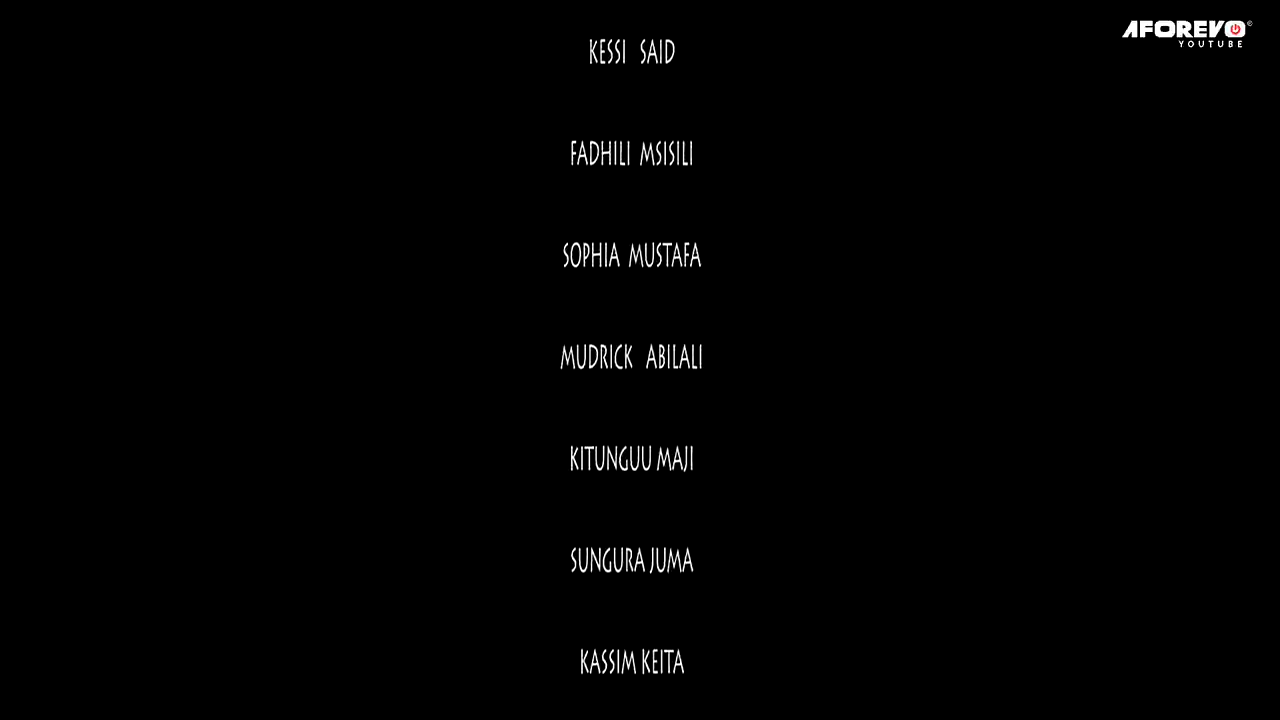 AFOREVO
YOUTUBE
KESSI SAID
FADHILI MSISILI
SOPHIA MUSTAFA
MUDRICK ABILALI
KITUNGUU MAJI
SUNGURA JUMA
KASSIM KEITA